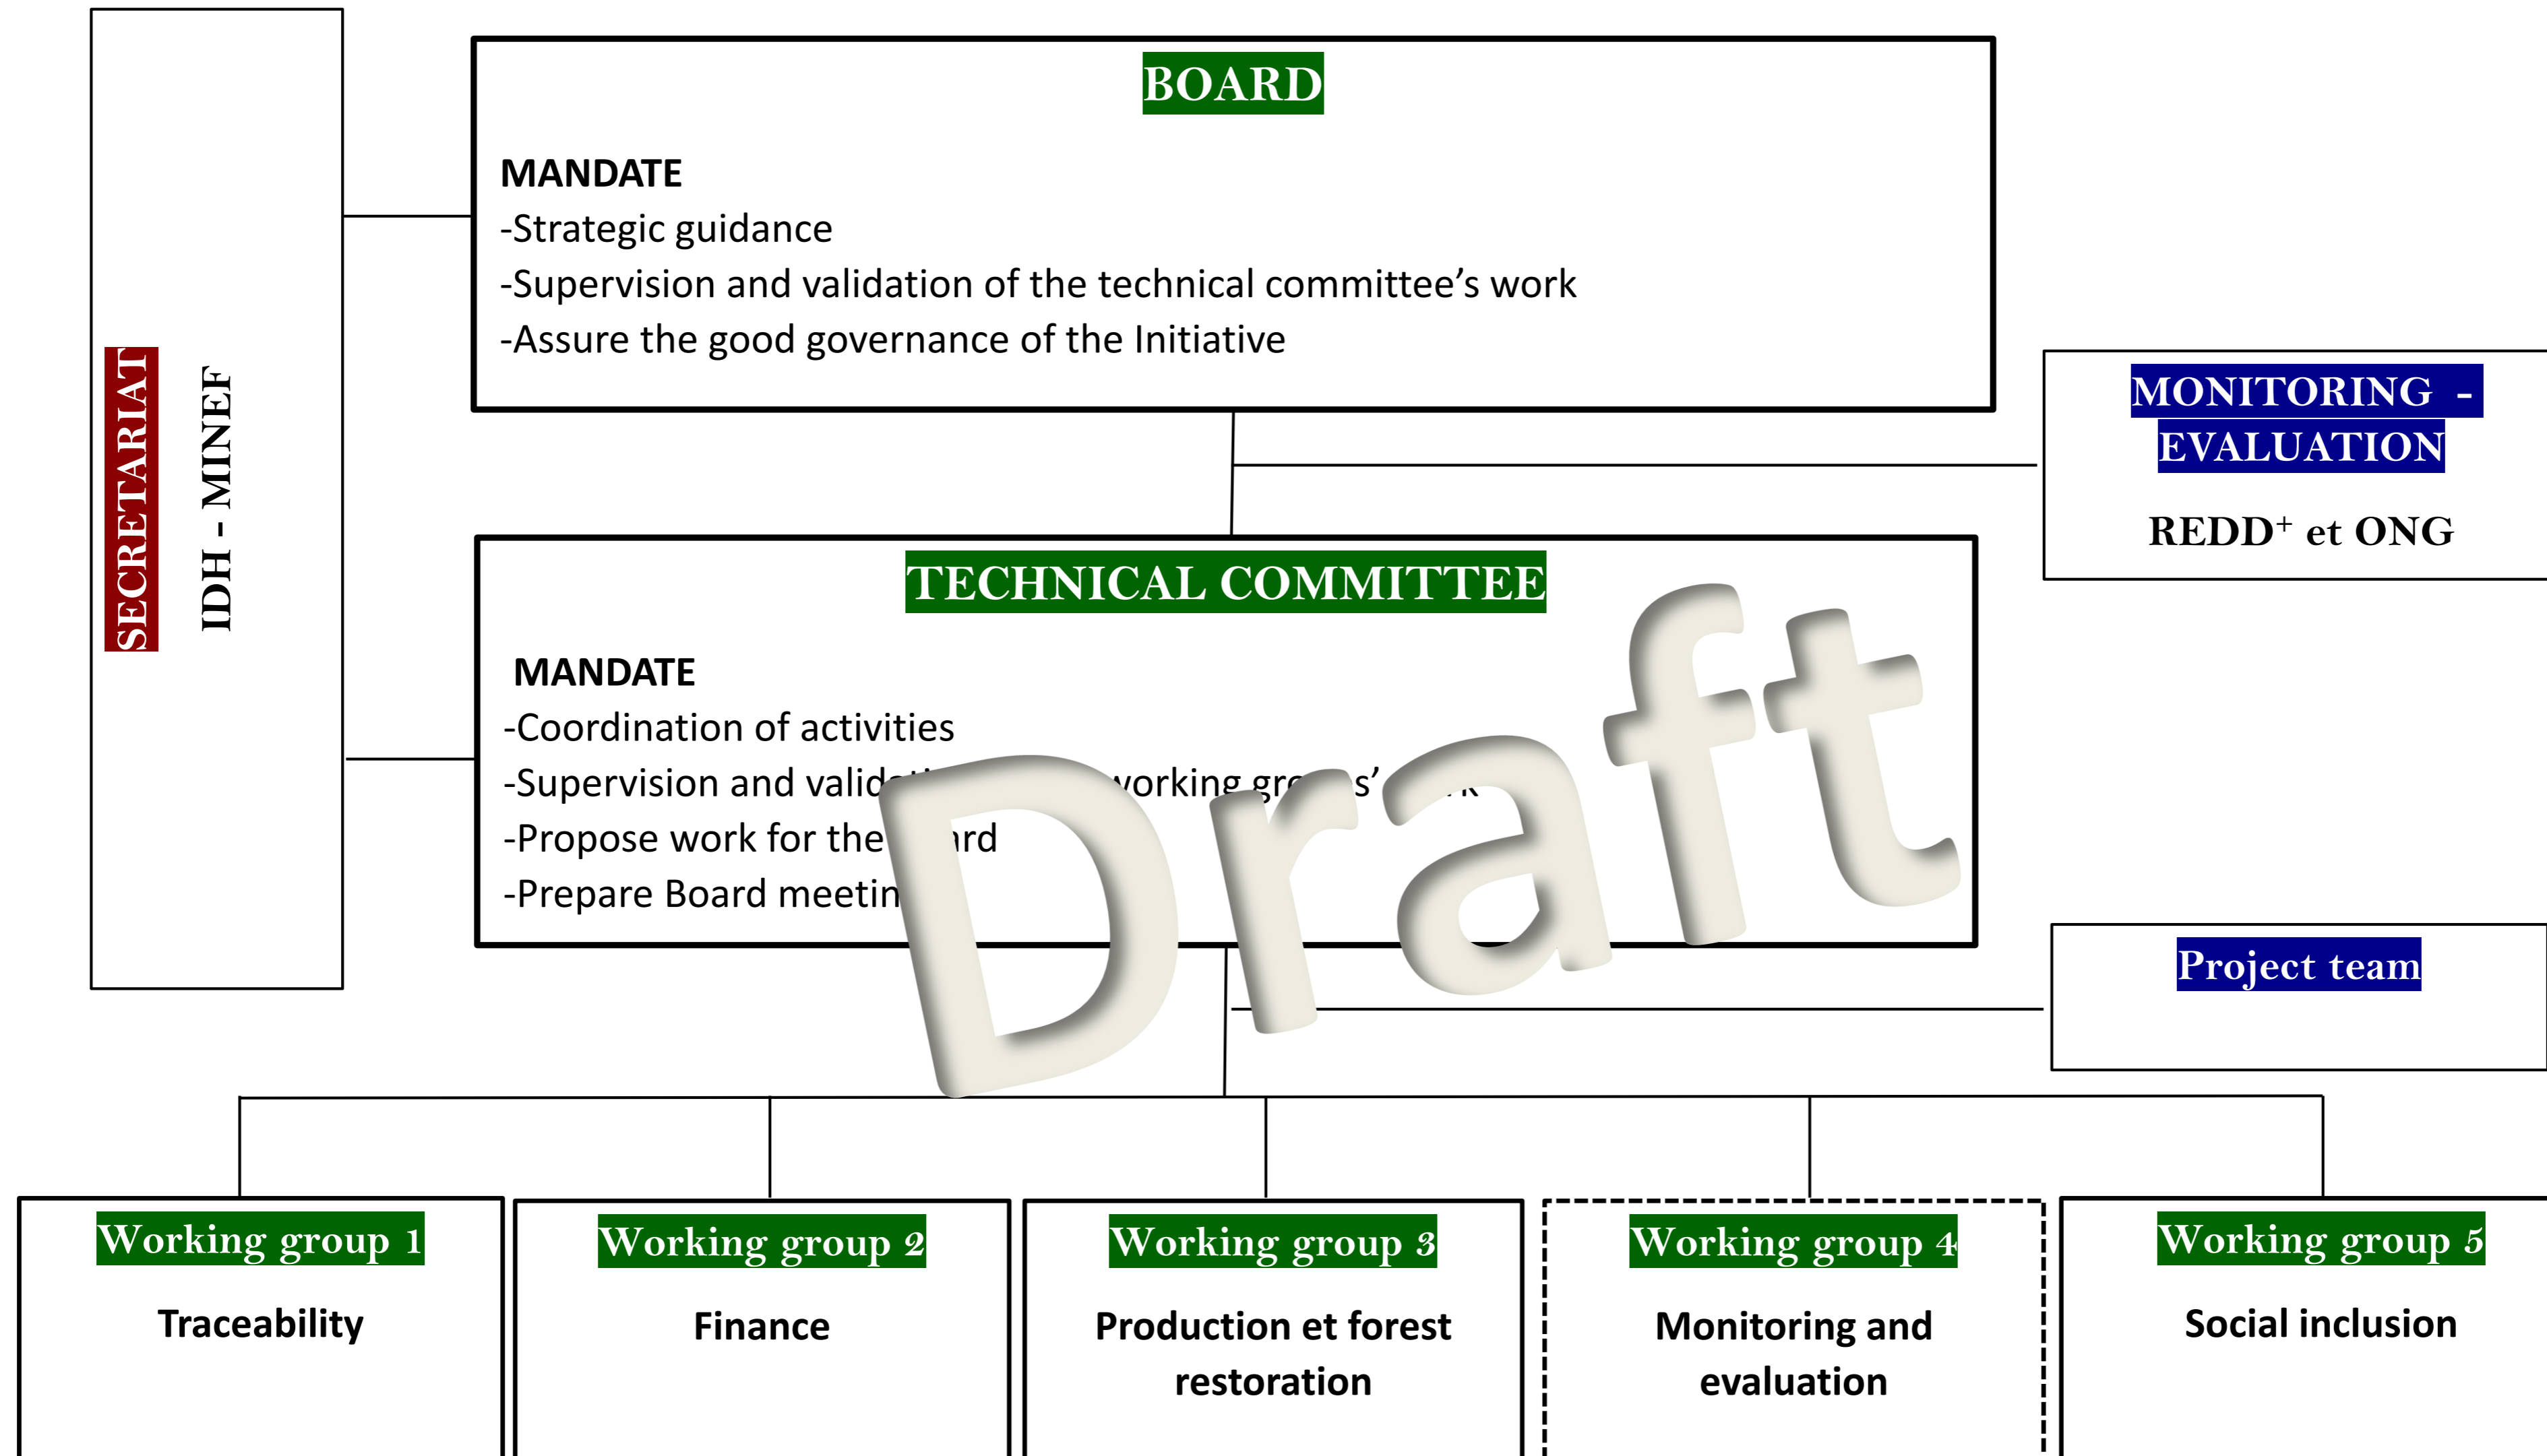 SECRETARIAT
IDH - MINEF
BOARD
MANDATE
-Strategic guidance
-Supervision and validation of the technical committee’s work
-Assure the good governance of the Initiative
MONITORING -
EVALUATION
REDD⁺ et ONG
TECHNICAL COMMITTEE
MANDATE
-Coordination of activities
-Supervision and working
-Propose work for the
-Prepare Board
Draft
Project team
Working group 1
Traceability
Working group 2
Finance
Working group 3
Production et forest
restoration
Working group 4
Monitoring and
evaluation
Working group 5
Social inclusion